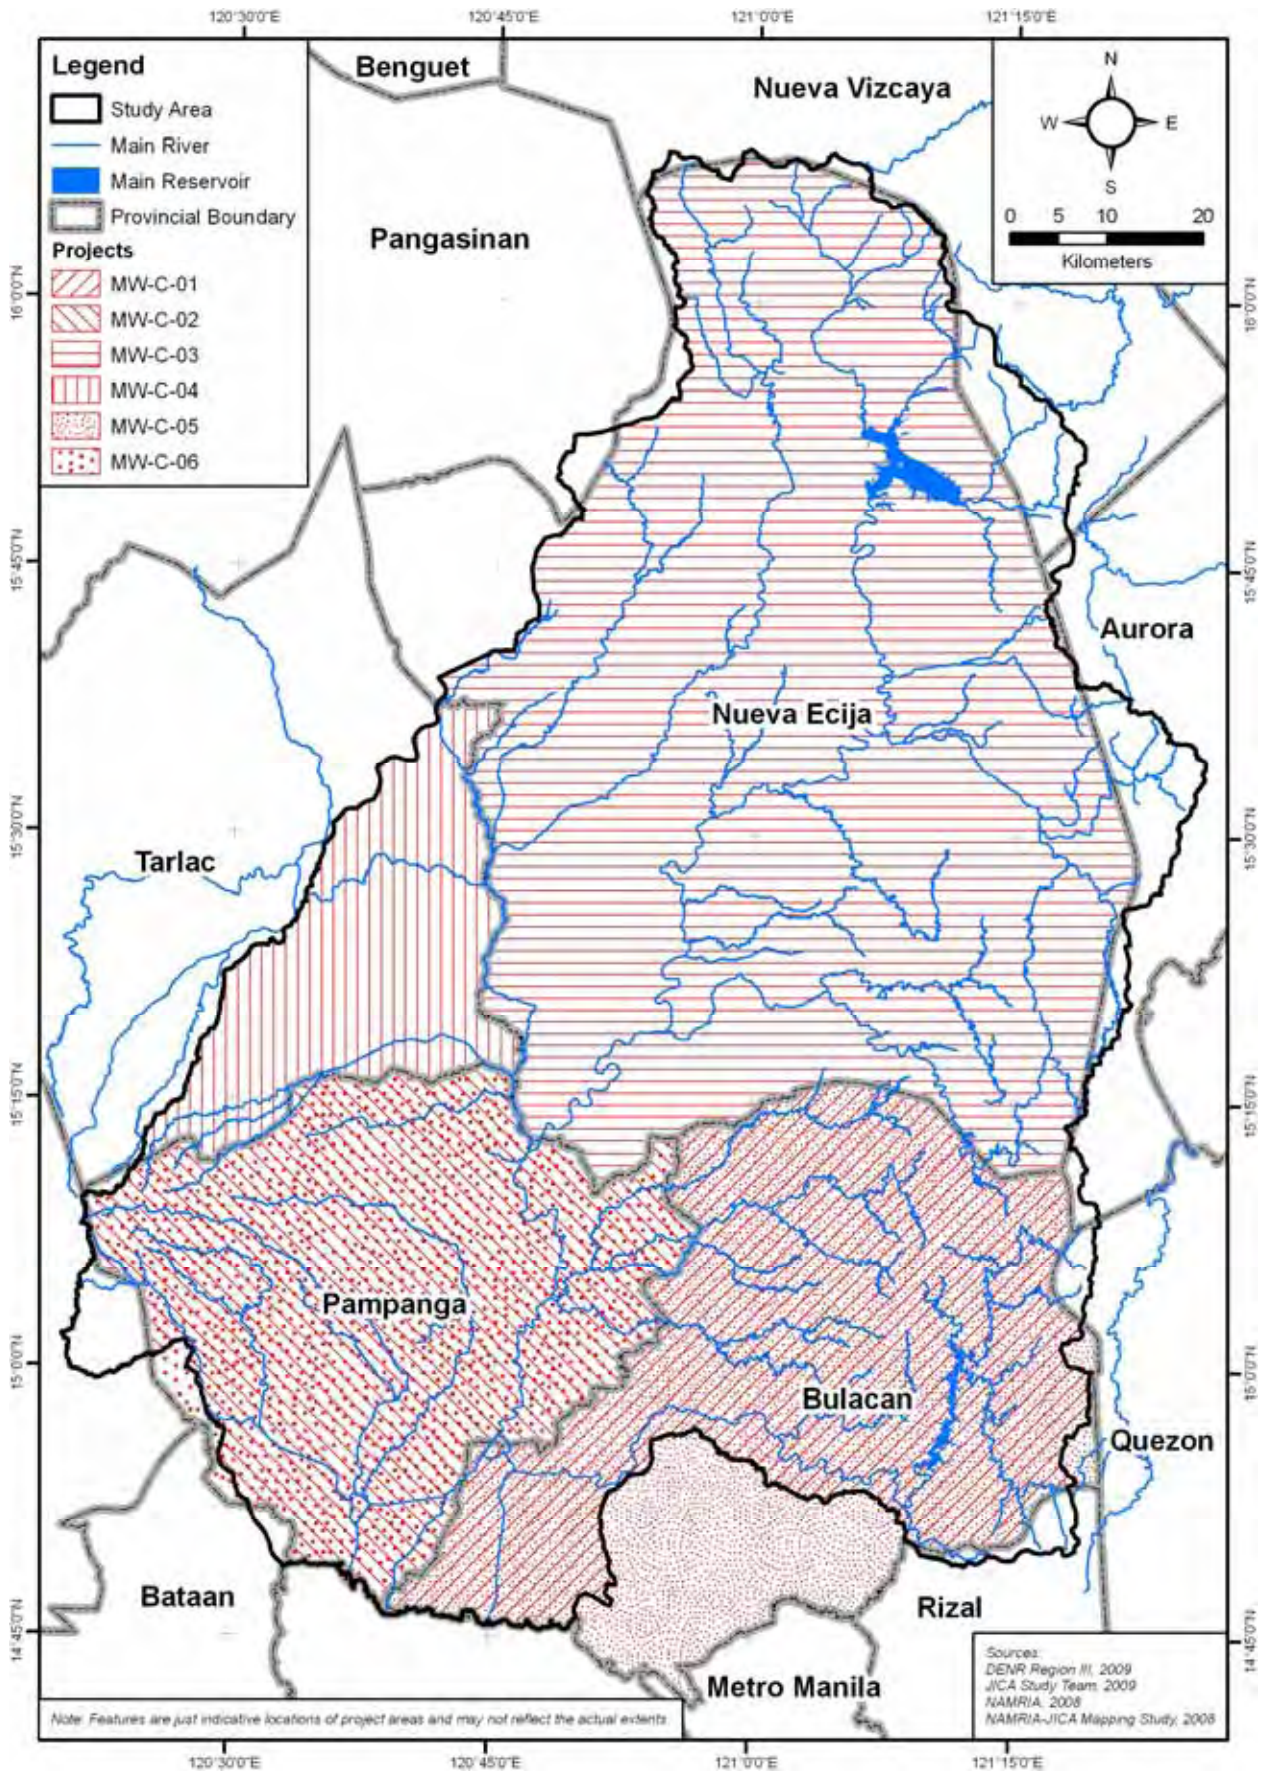 120°30'0"E
120°45'0"E
121°0'0"E
121°15'0"E
Legend
Study Area
Main River
Main Reservoir
Provincial Boundary
Projects
MW-C-01
MW-C-02
MW-C-03
MW-C-04
MW-C-05
MW-C-06
Benguet
Nueva Vizcaya
N
W
E
S
0 5 10 20
Kilometers
Pangasinan
16°0'0"N
16°0'0"N
15°45'0"N
15°45'0"N
Aurora
Nueva Ecija
15°30'0"N
15°30'0"N
Tarlac
15°15'0"N
15°15'0"N
Pampanga
15°0'0"N
15°0'0"N
Bulacan
Quezon
Bataan
Rizal
14°45'0"N
14°45'0"N
Metro Manila
Sources:
DENR Region III, 2009
JICA Study Team, 2009
NAMRIA, 2008
NAMRIA-JICA Mapping Study, 2008
Note: Features are just indicative locations of project areas and may not reflect the actual extents
120°30'0"E
120°45'0"E
121°0'0"E
121°15'0"E